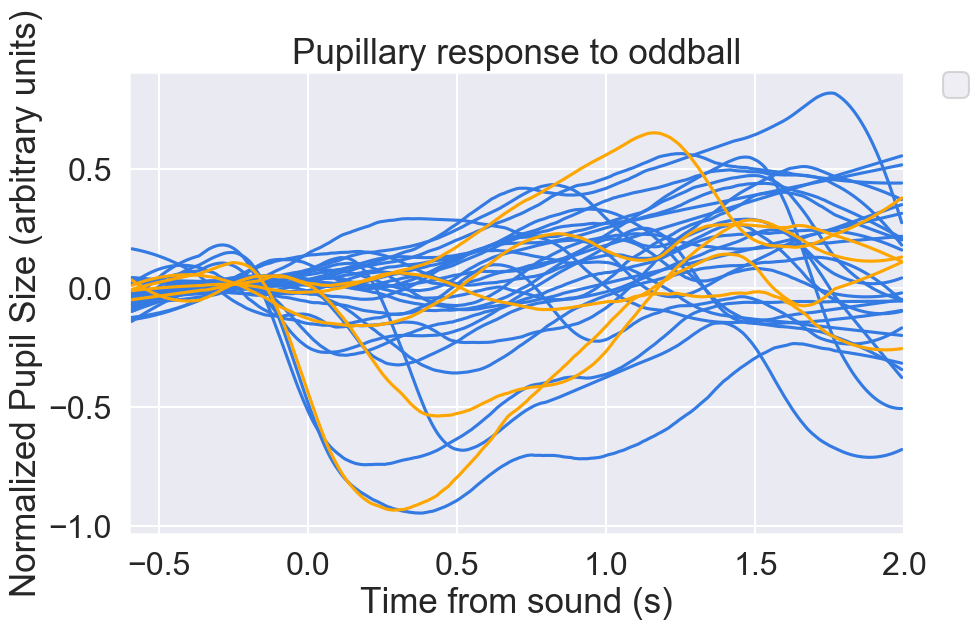 Pupillary response to oddball
Normalized Pupil Size (arbitrary units)
0.5
0.0
−0.5
−1.0
−0.5 0.0 0.5 1.0 1.5 2.0
Time from sound (s)